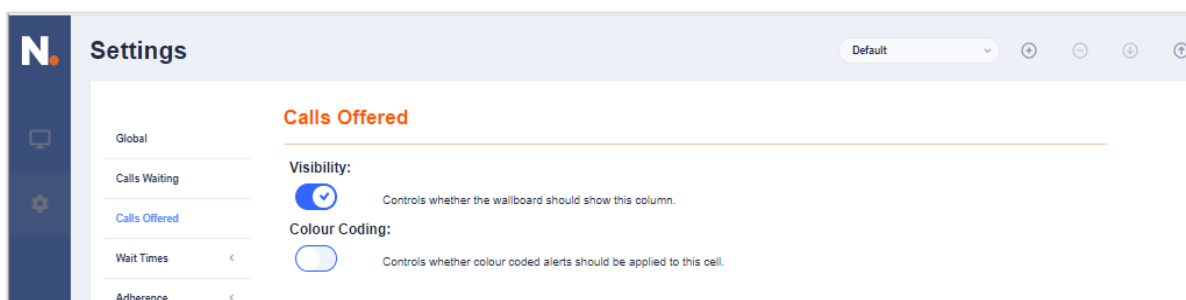 N.
Settings
Default
Calls Offered
Global
Visibility:
Calls Waiting
Controls whether the wallboard should show this column.
Calls Offered
Colour Coding:
Wait Times
Controls whether colour coded alerts should be applied to this cell.
Adherence